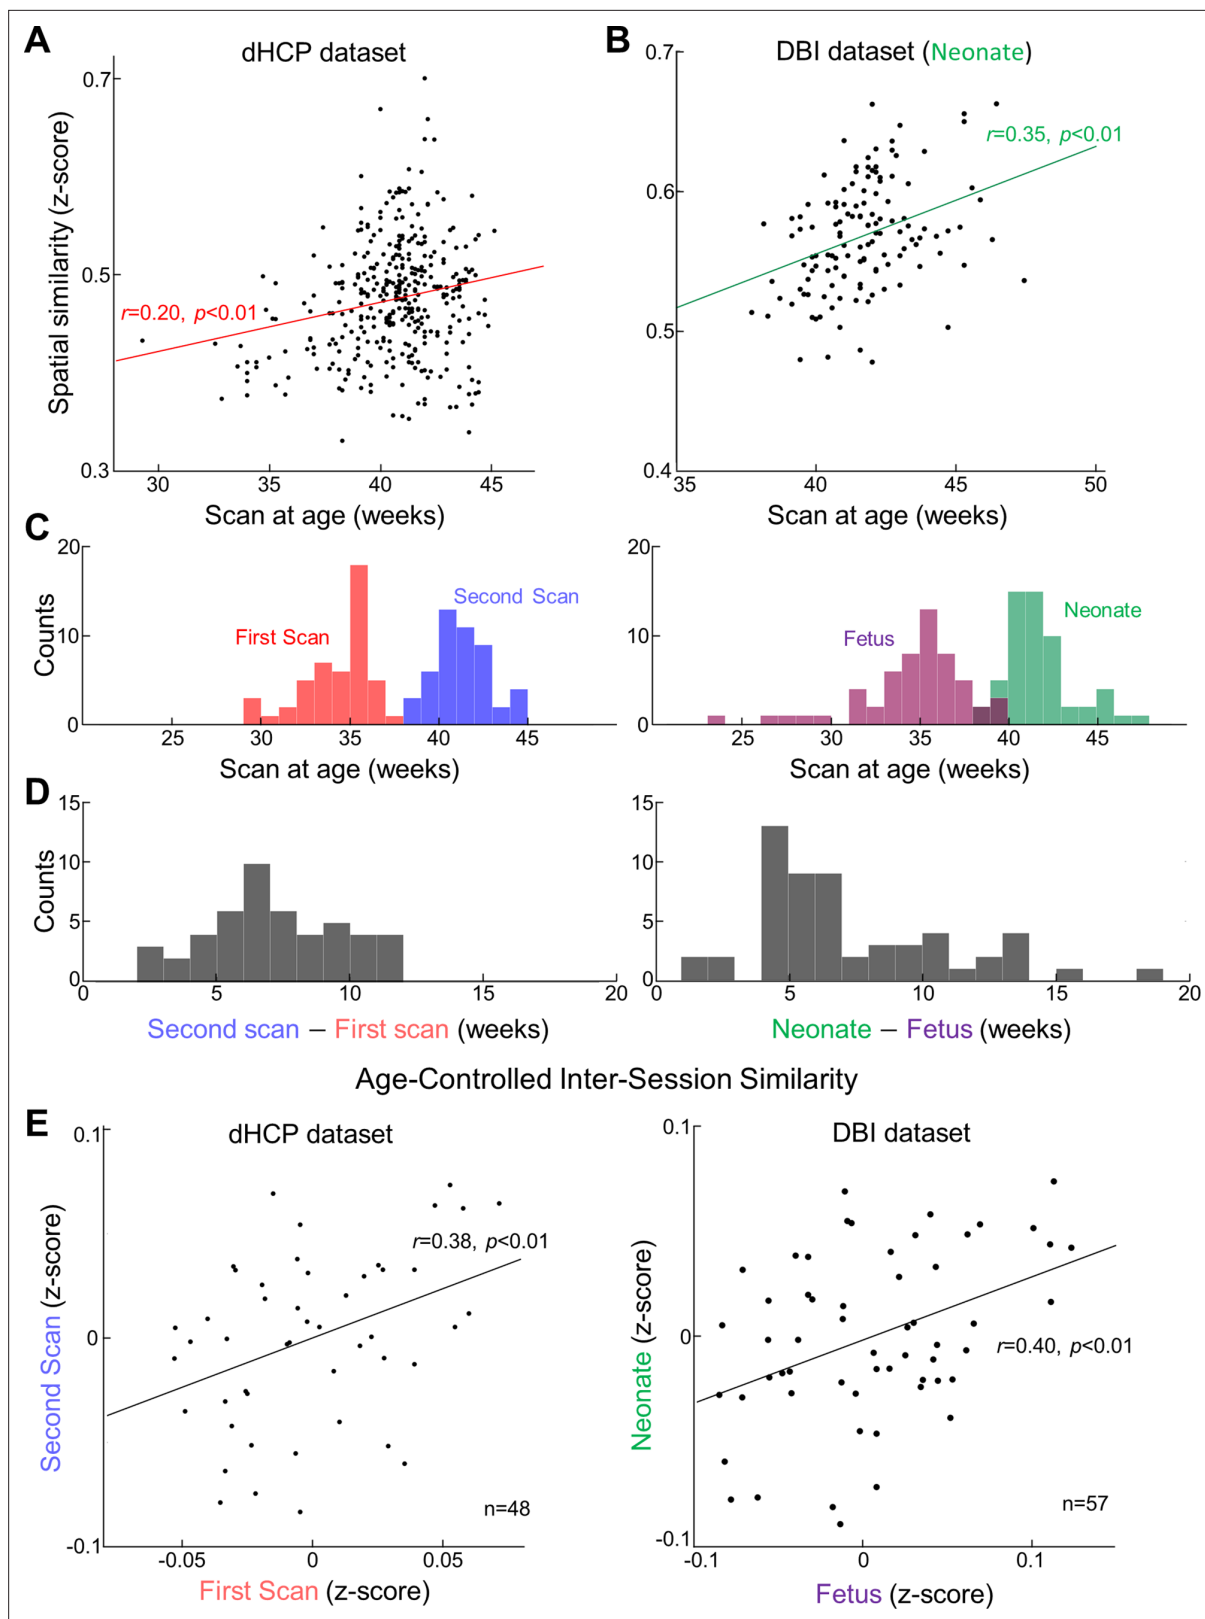 A
dHCP dataset
0.7
0.5
0.3
Spatial similarity (z-score)
r=0.20, p<0.01
30 35 40 45
Scan at age (weeks)
B
DBI dataset (Neonate)
0.7
0.6
0.5
0.4
r=0.35, p<0.01
35 40 45 50
Scan at age (weeks)
C
20
10
0
Counts
First Scan
Second Scan
25 30 35 40 45
Scan at age (weeks)
20
10
0
Fetus
Neonate
25 30 35 40 45
Scan at age (weeks)
D
15
10
5
0
Counts
0 5 10 15 20
Second scan – First scan (weeks)
15
10
5
0
0 5 10 15 20
Neonate – Fetus (weeks)
Age-Controlled Inter-Session Similarity
E
dHCP dataset
0.1
0
-0.1
Second Scan (z-score)
r=0.38, p<0.01
n=48
-0.05 0 0.05
First Scan (z-score)
DBI dataset
0.1
0
-0.1
Neonate (z-score)
r=0.40, p<0.01
n=57
-0.1 0 0.1
Fetus (z-score)